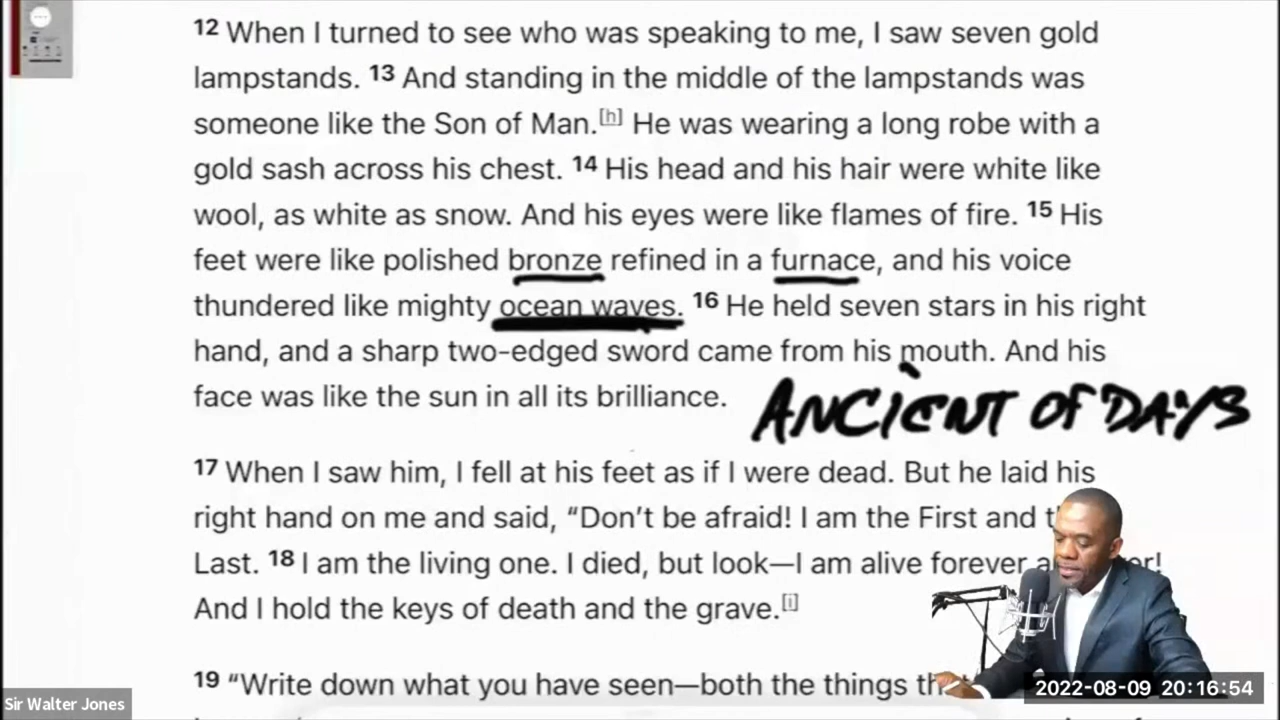 12 When I turned to see who was speaking to me, I saw seven gold
lampstands. 13 And standing in the middle of the lampstands was
someone like the Son of Man.[h] He was wearing a long robe with a
gold sash across his chest. 14 His head and his hair were white like
wool, as white as snow. And his eyes were like flames of fire. 15 His
feet were like polished bronze refined in a furnace, and his voice
thundered like mighty ocean waves. 16 He held seven stars in his right
hand, and a sharp two-edged sword came from his mouth. And his
face was like the sun in all its brilliance.
ANCIENT OF DAYS
17 When I saw him, I fell at his feet as if I were dead. But he laid his
right hand on me and said, “Don’t be afraid! I am the First and
Last. 18 I am the living one. I died, but look—I am alive forever
And I hold the keys of death and the grave.[i]
19 “Write down what you have seen—both the things
Sir Walter Jones
2022-08-09 20:16:54